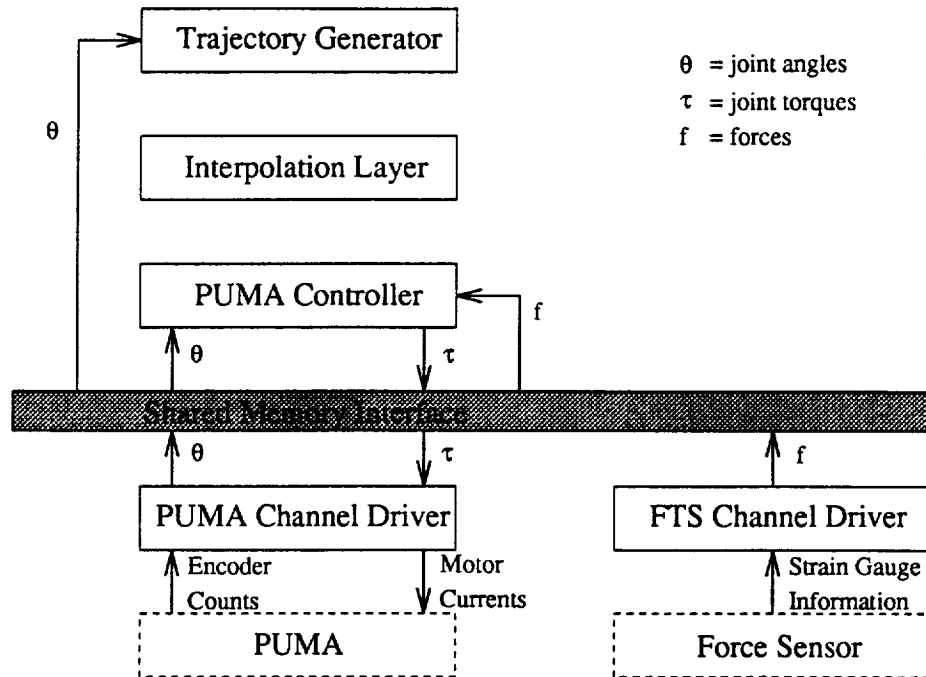 Trajectory Generator
θ = joint angles
τ = joint torques
f = forces
θ
Interpolation Layer
PUMA Controller
f
θ
τ
Shared Memory Interface
θ
τ
f
PUMA Channel Driver
FTS Channel Driver
Encoder
Counts
Motor
Currents
Strain Gauge
Information
PUMA
Force Sensor